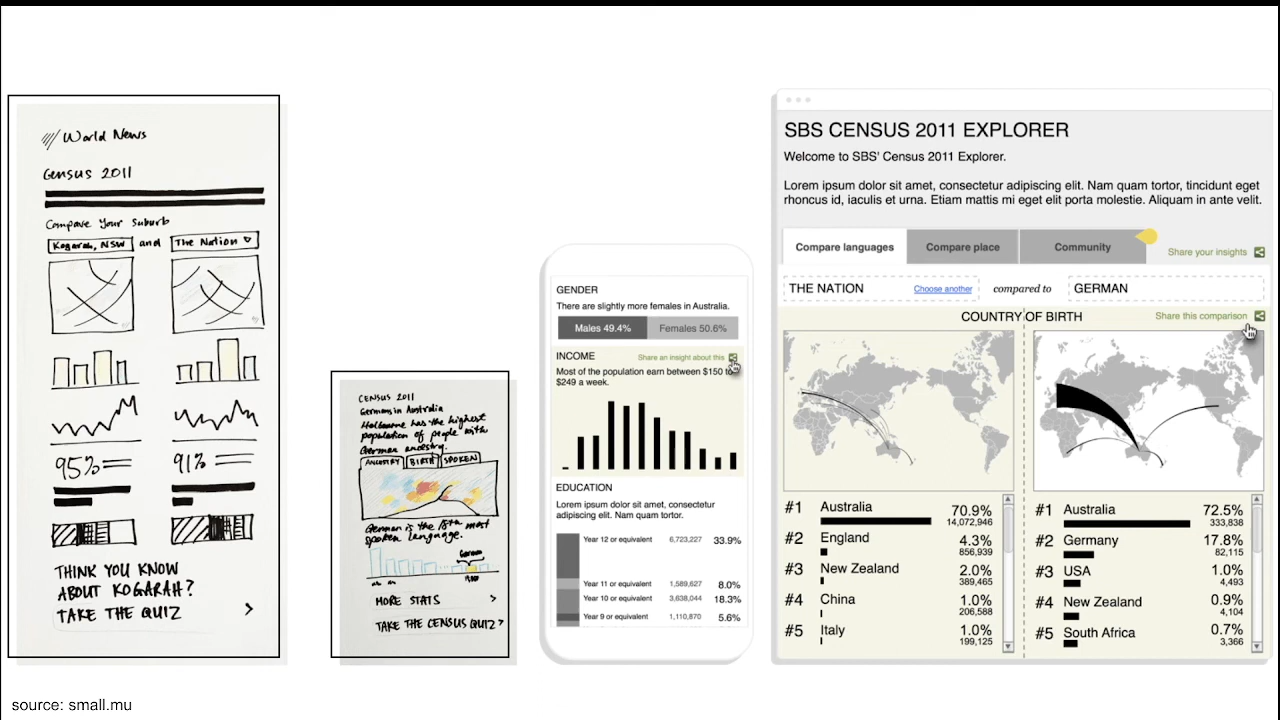 World News
Census 2011
Compare Your Suburb
Kogarah, NSW and The Nation
95%
91%
THINK YOU KNOW
ABOUT KOGARAH?
TAKE THE QUIZ >
CENSUS 2011
Germans in Australia
Melbourne has the highest
population of people with
German ancestry.
ANCESTRY BIRTH SPOKEN
German is the 18th most
spoken language.
German
MORE STATS >
TAKE THE CENSUS QUIZ >
GENDER
There are slightly more females in Australia.
Males 49.4% Females 50.6%
INCOME Share an insight about this
Most of the population earn between $150 to
$249 a week.
EDUCATION
Lorem ipsum dolor sit amet, consectetur
adipiscing elit. Nam quam tortor.
Year 12 or equivalent 6,723,227 33.9%
Year 11 or equivalent 1,589,627 8.0%
Year 10 or equivalent 3,638,044 18.3%
Year 9 or equivalent 1,110,870 5.6%
SBS CENSUS 2011 EXPLORER
Welcome to SBS' Census 2011 Explorer.
Lorem ipsum dolor sit amet, consectetur adipiscing elit. Nam quam tortor, tincidunt eget
rhoncus id, iaculis et urna. Etiam mattis mi eget elit porta molestie. Aliquam in ante velit.
Compare languages Compare place Community Share your insights
THE NATION Choose another compared to GERMAN
COUNTRY OF BIRTH Share this comparison
#1 Australia 70.9%
14,072,946
#2 England 4.3%
856,939
#3 New Zealand 2.0%
389,465
#4 China 1.0%
206,588
#5 Italy 1.0%
199,125
#1 Australia 72.5%
333,838
#2 Germany 17.8%
82,115
#3 USA 1.0%
4,493
#4 New Zealand 0.9%
4,104
#5 South Africa 0.7%
3,366
source: small.mu